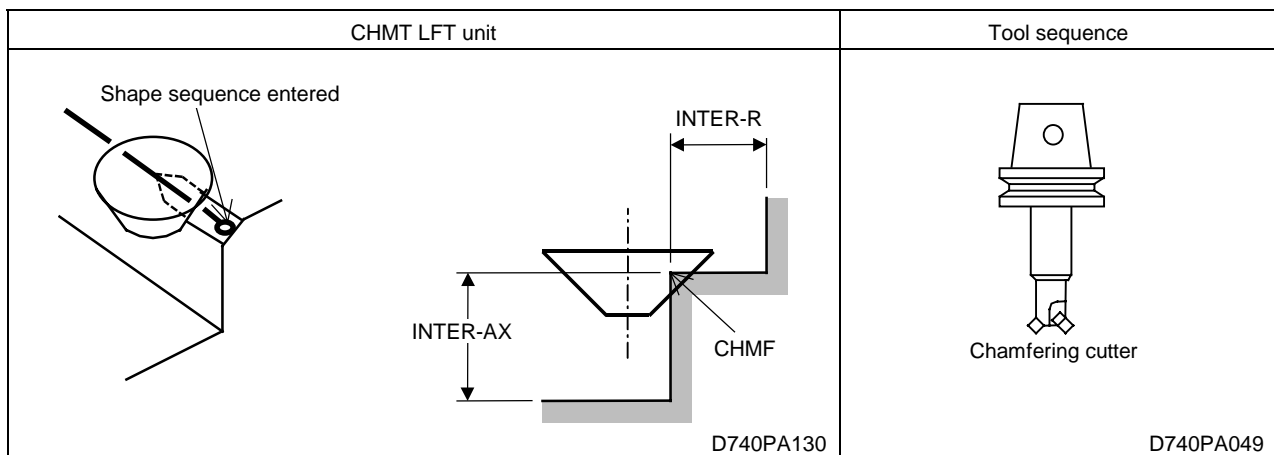 CHMT LFT unit
Tool sequence
Shape sequence entered
INTER-R
INTER-AX
CHMF
Chamfering cutter
D740PA130
D740PA049